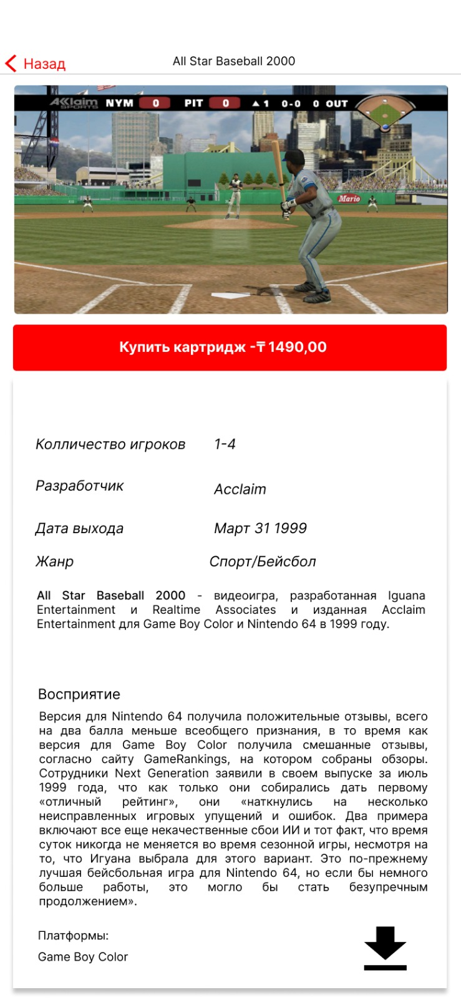 Назад
All Star Baseball 2000
AKKlaim SPORTS NYM 0 PIT 0 ▲1 0-0 0 OUT
Mario
Купить картридж -₸ 1490,00
Колличество игроков 1-4
Разработчик Acclaim
Дата выхода Март 31 1999
Жанр Спорт/Бейсбол
All Star Baseball 2000 - видеоигра, разработанная Iguana
Entertainment и Realtime Associates и изданная Acclaim
Entertainment для Game Boy Color и Nintendo 64 в 1999 году.
Восприятие
Версия для Nintendo 64 получила положительные отзывы, всего
на два балла меньше всеобщего признания, в то время как
версия для Game Boy Color получила смешанные отзывы,
согласно сайту GameRankings, на котором собраны обзоры.
Сотрудники Next Generation заявили в своем выпуске за июль
1999 года, что как только они собирались дать первому
«отличный рейтинг», они «наткнулись на несколько
неисправленных игровых упущений и ошибок. Два примера
включают все еще некачественные сбои ИИ и тот факт, что время
суток никогда не меняется во время сезонной игры, несмотря на
то, что Игуана выбрала для этого вариант. Это по-прежнему
лучшая бейсбольная игра для Nintendo 64, но если бы немного
больше работы, это могло бы стать безупречным
продолжением».
Платформы:
Game Boy Color